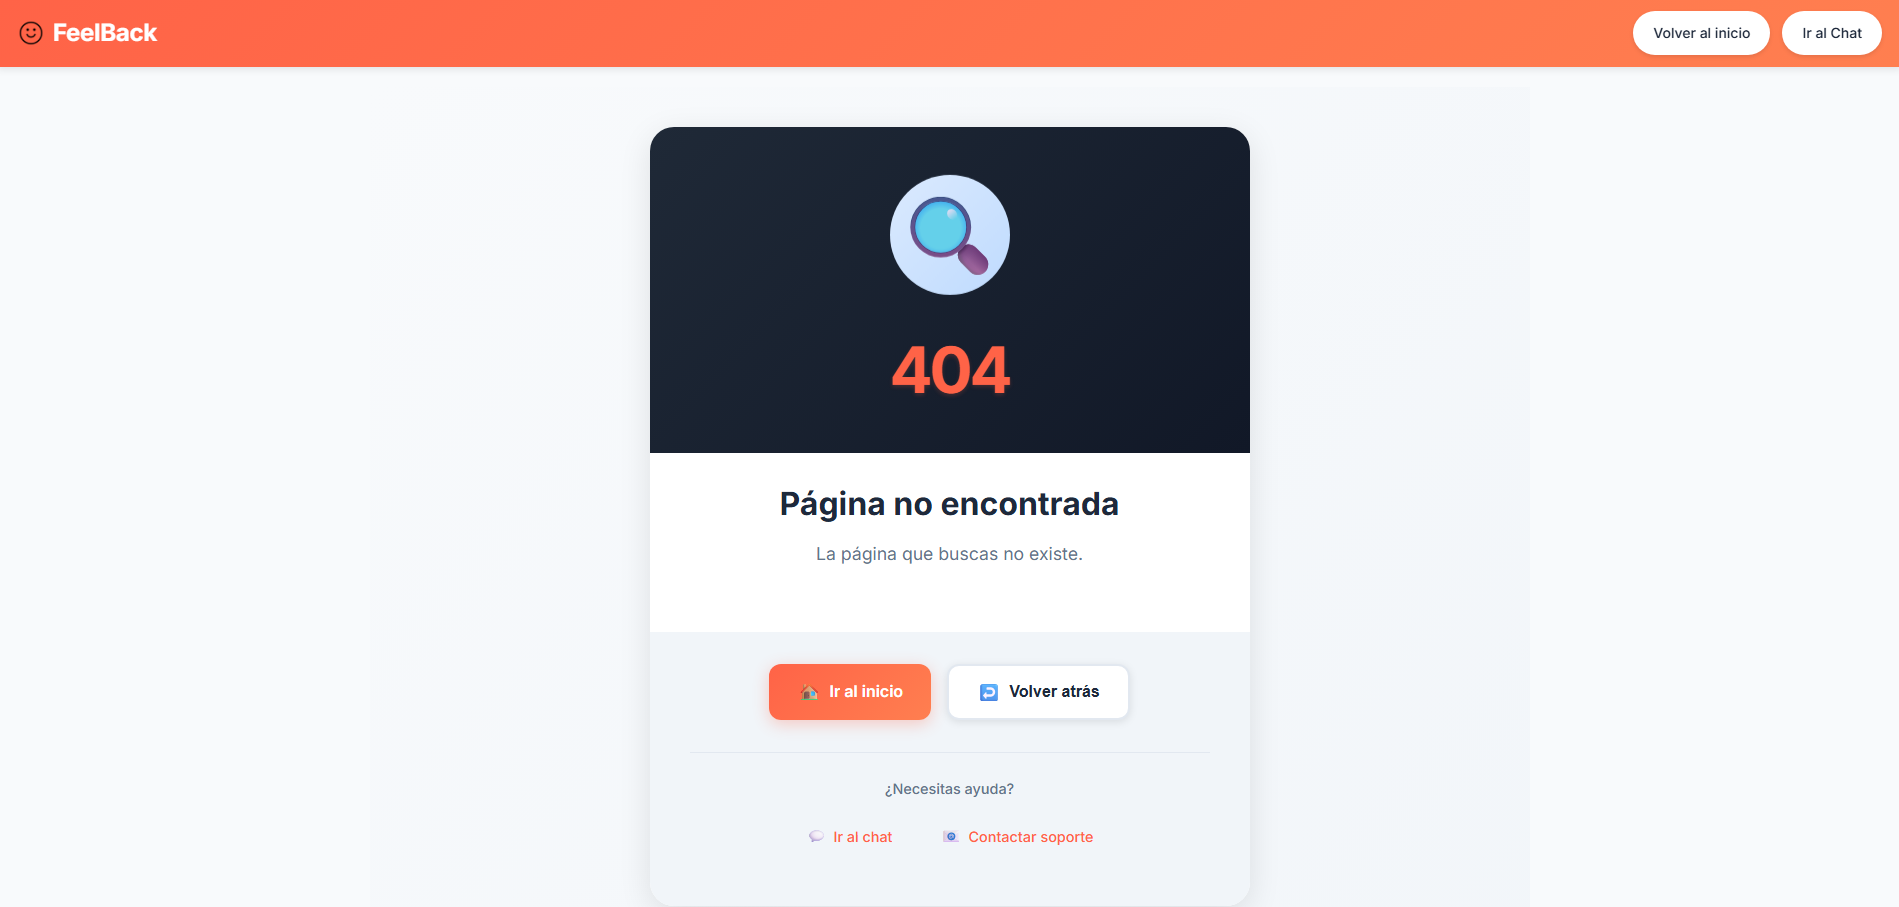 FeelBack
Volver al inicio
Ir al Chat
404
Página no encontrada
La página que buscas no existe.
Ir al inicio
Volver atrás
¿Necesitas ayuda?
Ir al chat
Contactar soporte